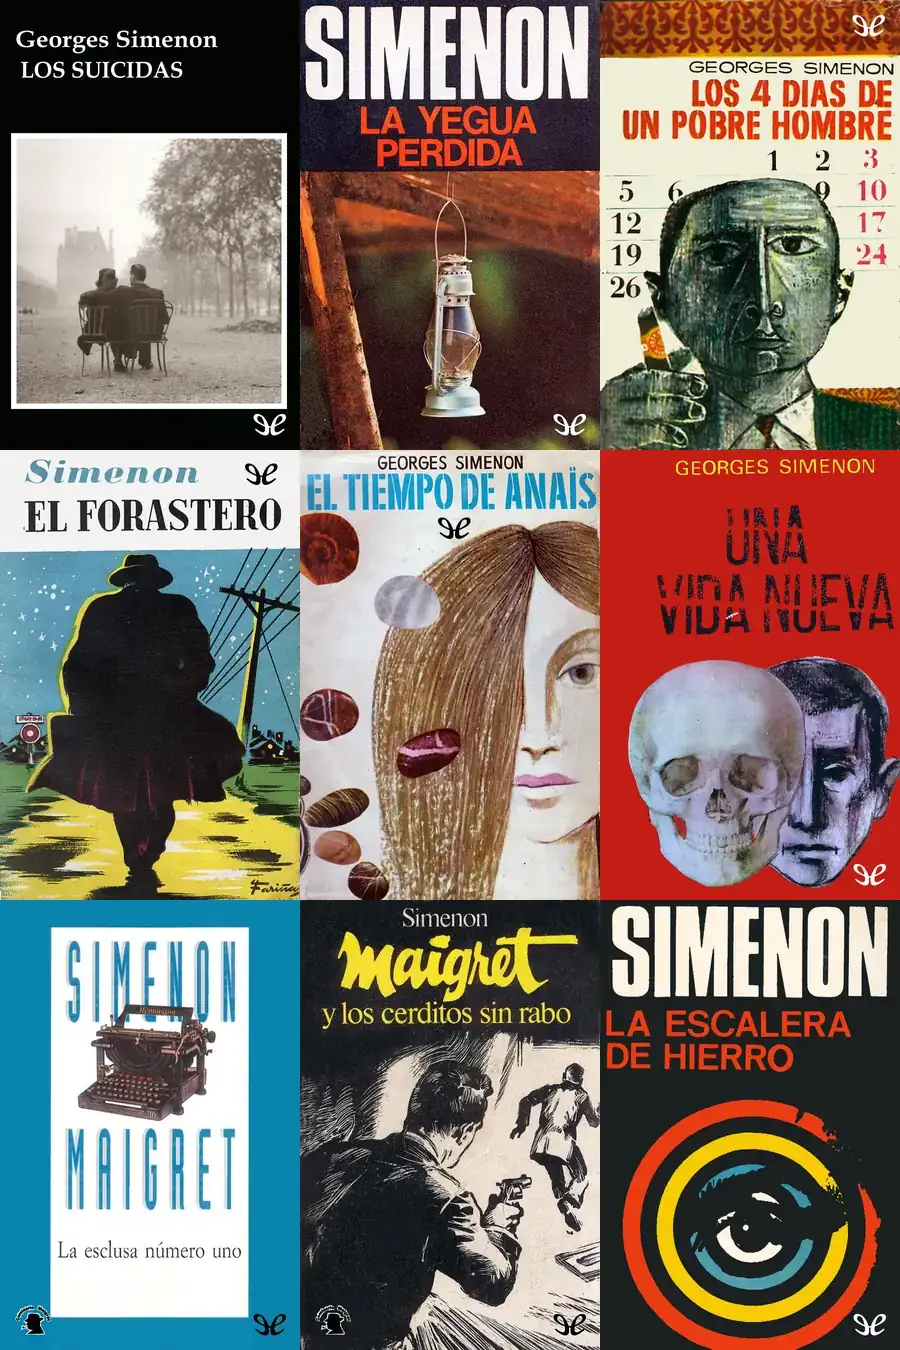 Georges Simenon
LOS SUICIDAS
SIMENON
LA YEGUA
PERDIDA
GEORGES SIMENON
LOS 4 DIAS DE
UN POBRE HOMBRE
1 2 3
5 6 9 10
12 17
19 24
26
Simenon
EL FORASTERO
Fariñas
GEORGES SIMENON
EL TIEMPO DE ANAÏS
GEORGES SIMENON
UNA
VIDA NUEVA
SIMENON
Remington
MAIGRET
La esclusa número uno
Simenon
Maigret
y los cerditos sin rabo
SIMENON
LA ESCALERA
DE HIERRO